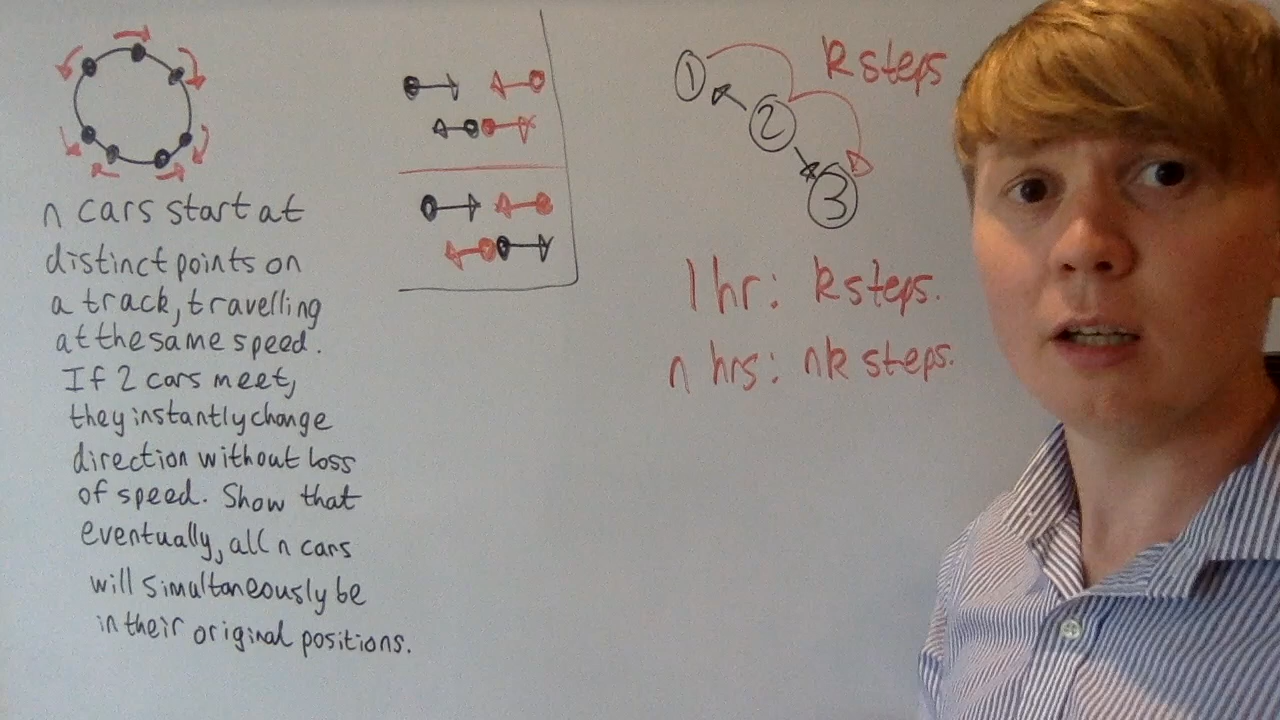 n cars start at
distinct points on
a track, travelling
at the same speed.
If 2 cars meet,
they instantly change
direction without loss
of speed. Show that
eventually, all n cars
will simultaneously be
in their original positions.
1
k steps
2
3
1 hr: k steps.
n hrs: nk steps.